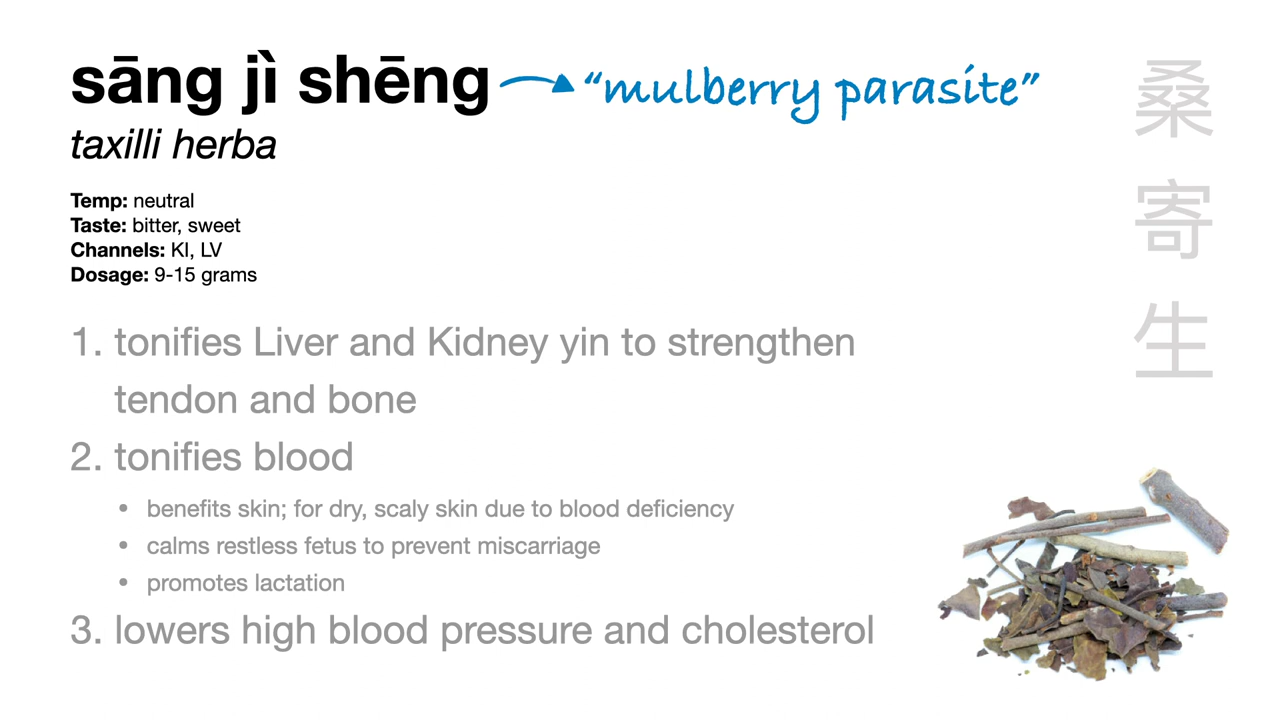 sāng jì shēng “mulberry parasite”
taxilli herba
Temp: neutral
Taste: bitter, sweet
Channels: KI, LV
Dosage: 9-15 grams
1. tonifies Liver and Kidney yin to strengthen
tendon and bone
2. tonifies blood
• benefits skin; for dry, scaly skin due to blood deficiency
• calms restless fetus to prevent miscarriage
• promotes lactation
3. lowers high blood pressure and cholesterol
桑
寄
生